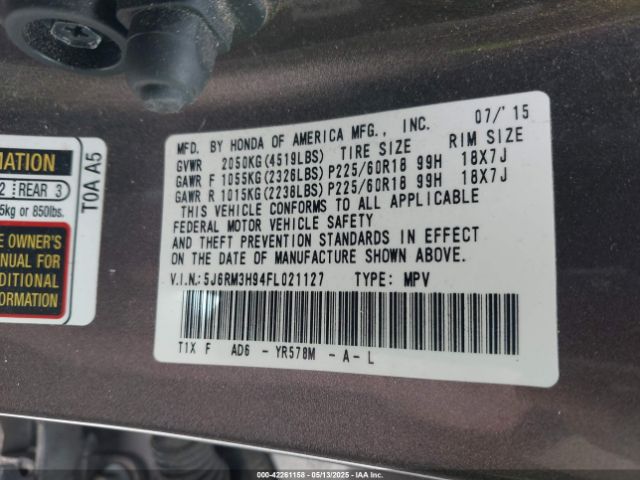 MATION
2 REAR 3
5kg or 850lbs.
E OWNER'S
NUAL FOR
DITIONAL
FORMATION
T0A A5
MFD. BY HONDA OF AMERICA MFG., INC. 07/'15
GVWR 2050KG(4519LBS) TIRE SIZE RIM SIZE
GAWR F 1055KG(2326LBS) P225/60R18 99H 18X7J
GAWR R 1015KG(2238LBS) P225/60R18 99H 18X7J
THIS VEHICLE CONFORMS TO ALL APPLICABLE
FEDERAL MOTOR VEHICLE SAFETY
AND THEFT PREVENTION STANDARDS IN EFFECT
ON THE DATE OF MANUFACTURE SHOWN ABOVE.
V.I.N.: 5J6RM3H94FL021127 TYPE: MPV
T1X F AD6 - YR578M - A - L
000 - 42261158 - 05/13/2025 - IAA Inc.